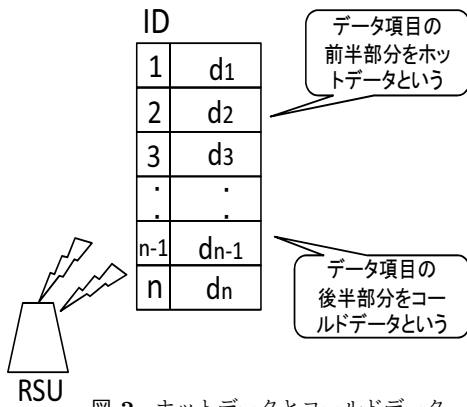 ID
データ項目の
前半部分をホッ
トデータという
1 d1
2 d2
3 d3
: :
n-1 dn-1
n dn
データ項目の
後半部分をコー
ルドデータという
RSU
図 2 ホットデータとコールドデータ